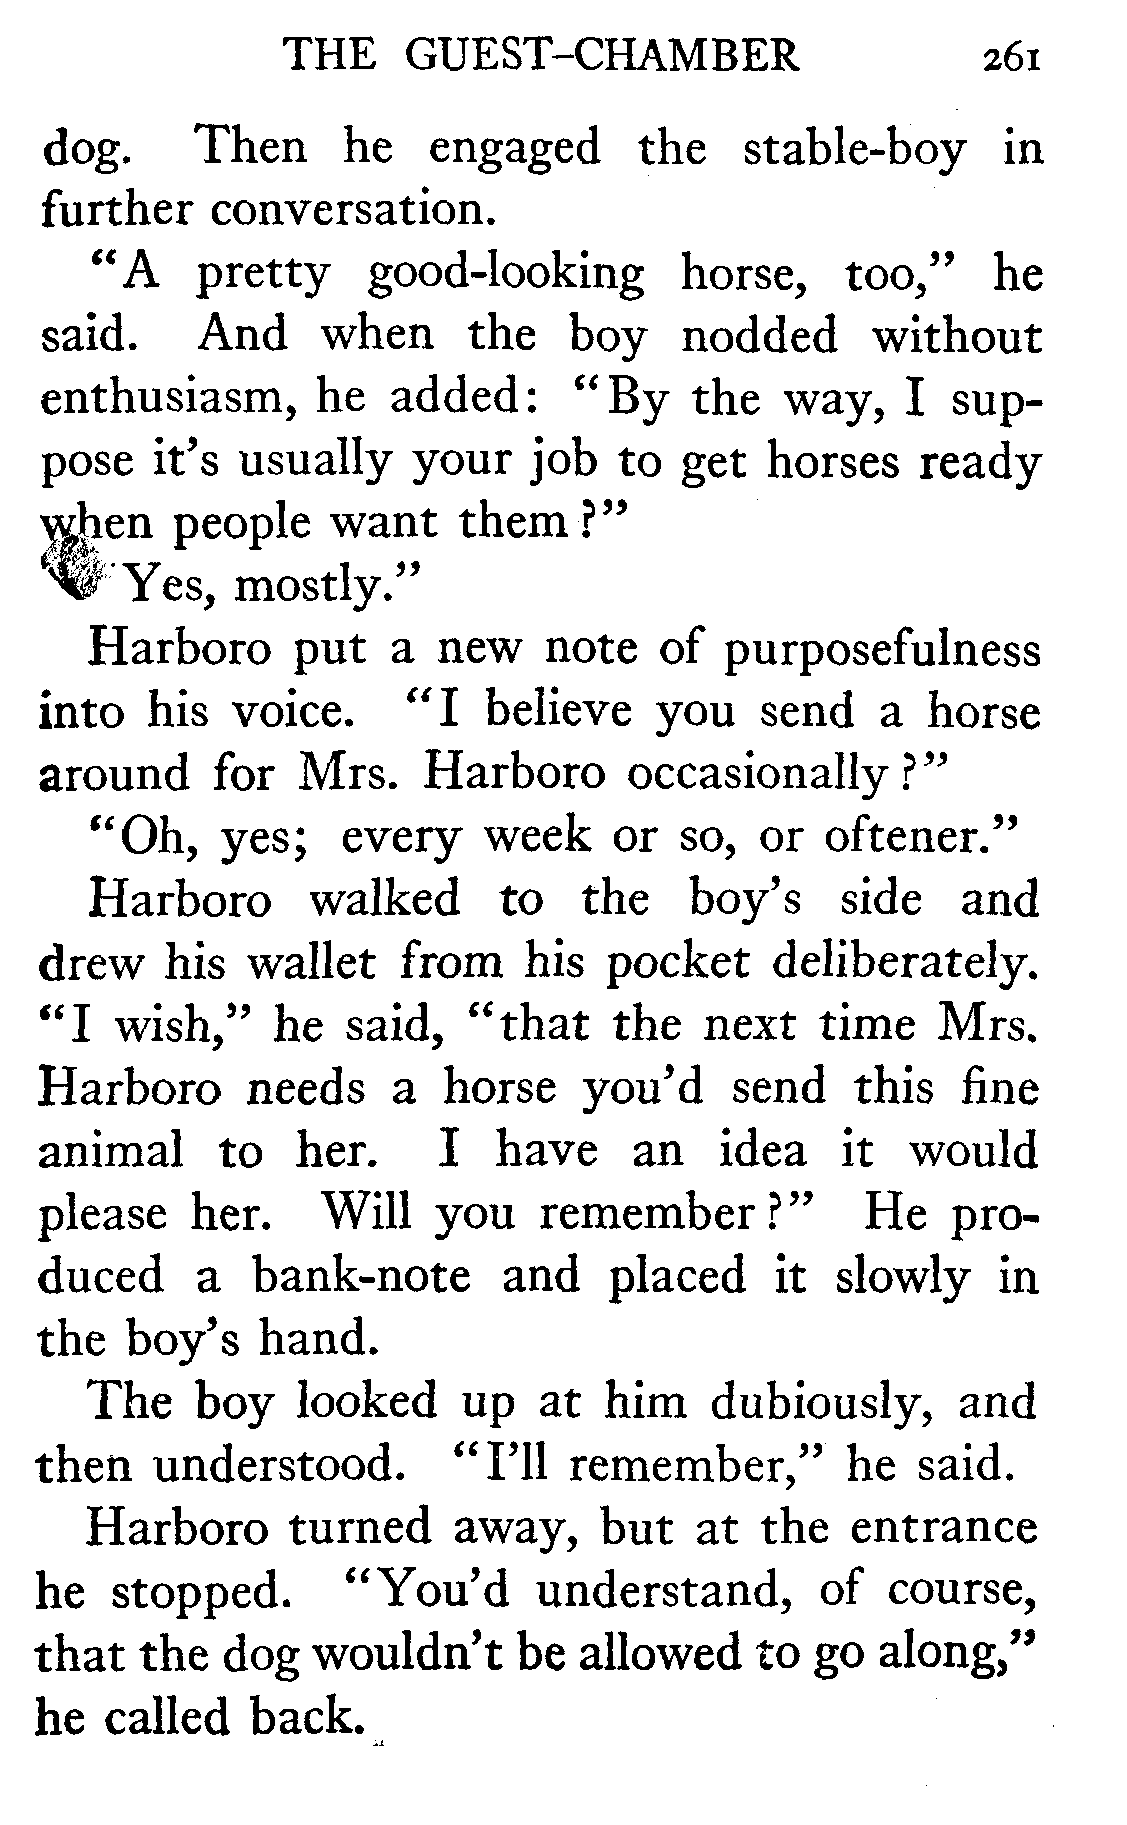 THE GUEST-CHAMBER 261
dog. Then he engaged the stable-boy in
further conversation.
"A pretty good-looking horse, too," he
said. And when the boy nodded without
enthusiasm, he added: "By the way, I sup-
pose it's usually your job to get horses ready
when people want them?"
Yes, mostly."
Harboro put a new note of purposefulness
into his voice. "I believe you send a horse
around for Mrs. Harboro occasionally?"
"Oh, yes; every week or so, or oftener."
Harboro walked to the boy's side and
drew his wallet from his pocket deliberately.
"I wish," he said, "that the next time Mrs.
Harboro needs a horse you'd send this fine
animal to her. I have an idea it would
please her. Will you remember?" He pro-
duced a bank-note and placed it slowly in
the boy's hand.
The boy looked up at him dubiously, and
then understood. "I'll remember," he said.
Harboro turned away, but at the entrance
he stopped. "You'd understand, of course,
that the dog wouldn't be allowed to go along,"
he called back.